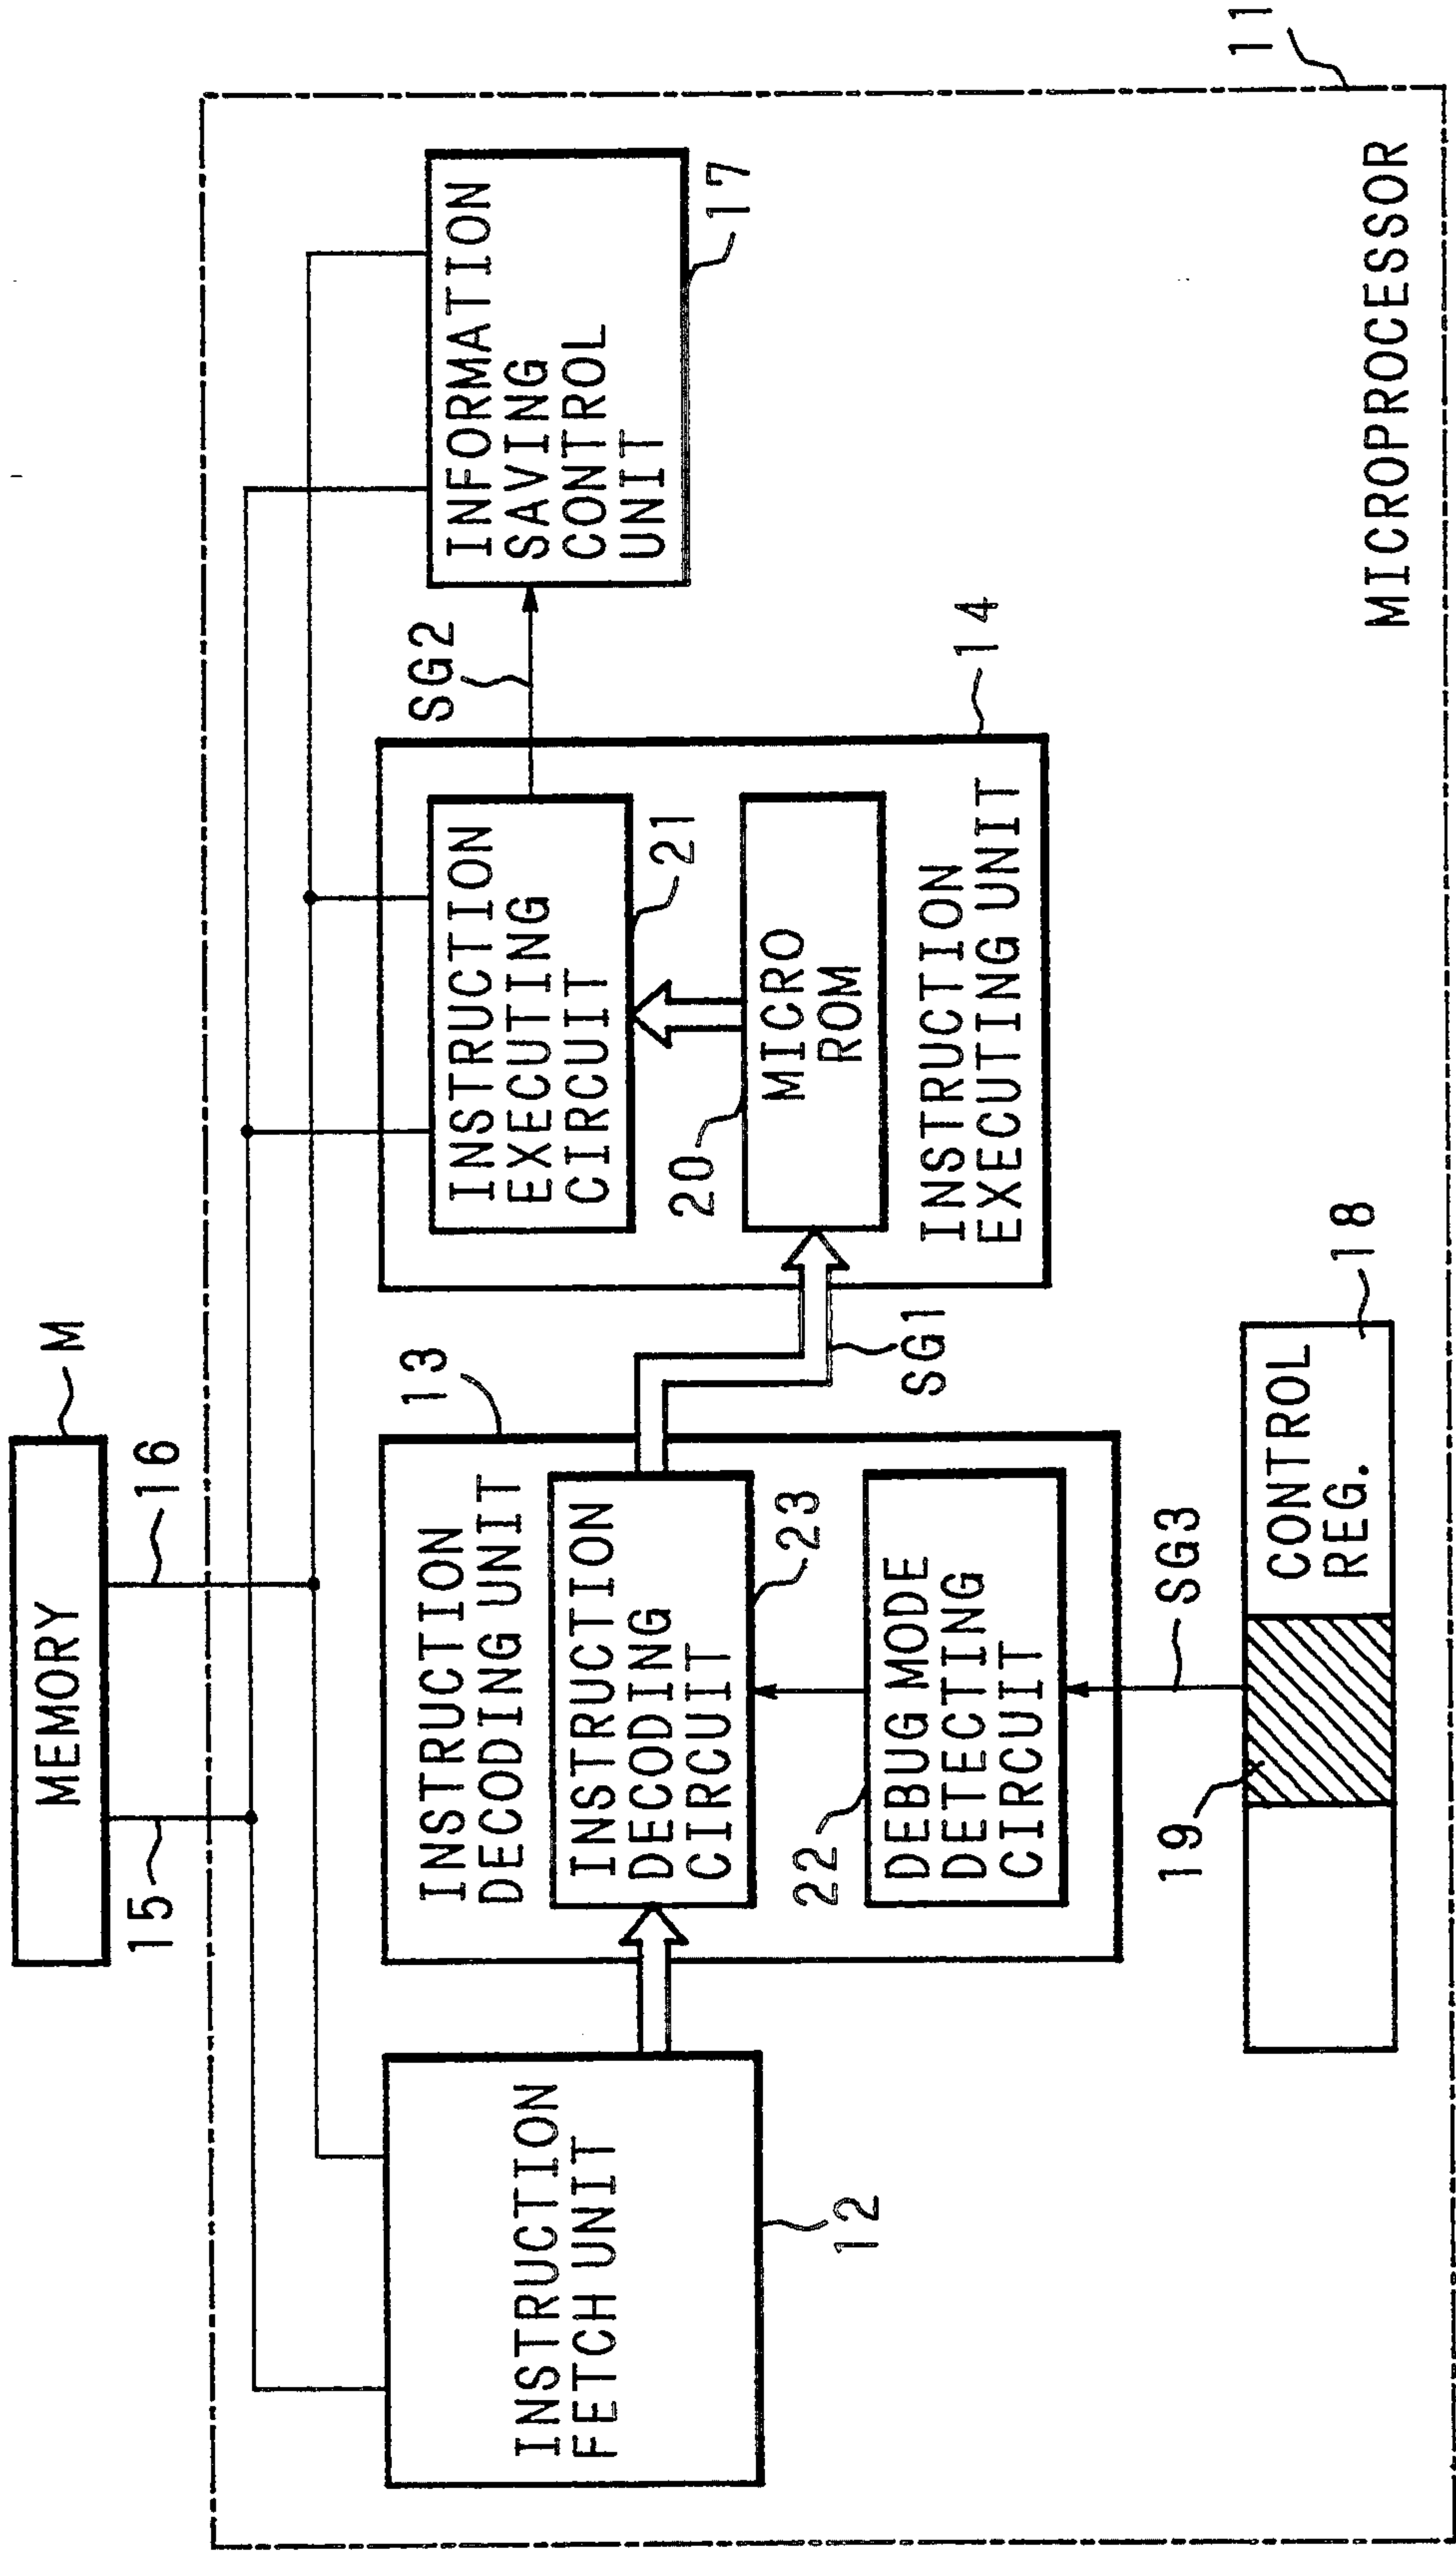 MEMORY
M
15
16
11
INSTRUCTION
FETCH UNIT
12
INSTRUCTION
DECODING UNIT
13
INSTRUCTION
DECODING
CIRCUIT
23
22
DEBUG MODE
DETECTING
CIRCUIT
SG1
SG3
19
CONTROL
REG.
18
INSTRUCTION
EXECUTING
CIRCUIT
21
20
MICRO
ROM
INSTRUCTION
EXECUTING UNIT
14
SG2
INFORMATION
SAVING
CONTROL
UNIT
17
MICROPROCESSOR